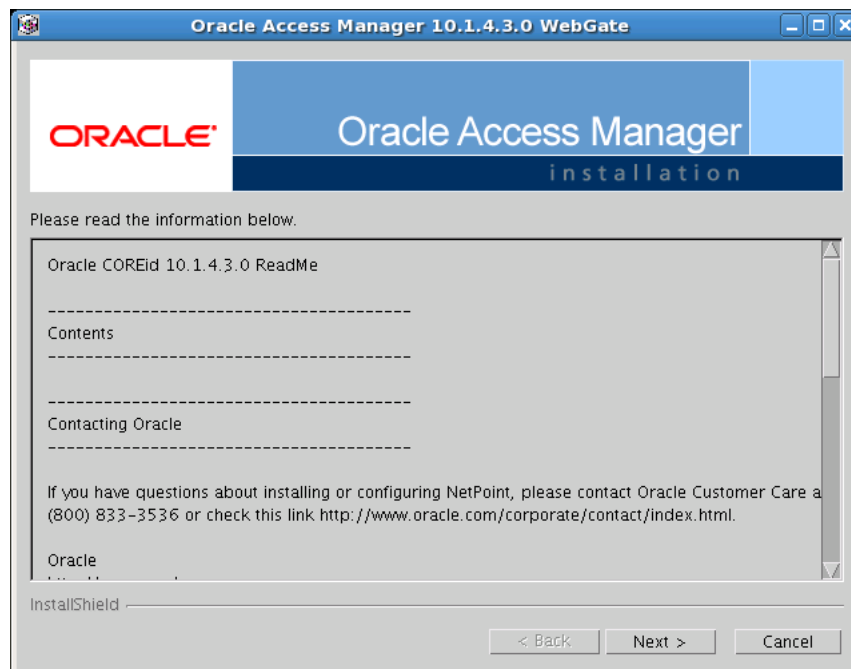 Oracle Access Manager 10.1.4.3.0 WebGate
ORACLE
Oracle Access Manager
installation
Please read the information below.
Oracle COREid 10.1.4.3.0 ReadMe
---------------------------------------
Contents
---------------------------------------
---------------------------------------
Contacting Oracle
---------------------------------------
If you have questions about installing or configuring NetPoint, please contact Oracle Customer Care a
(800) 833-3536 or check this link http://www.oracle.com/corporate/contact/index.html.
Oracle
InstallShield
< Back Next > Cancel